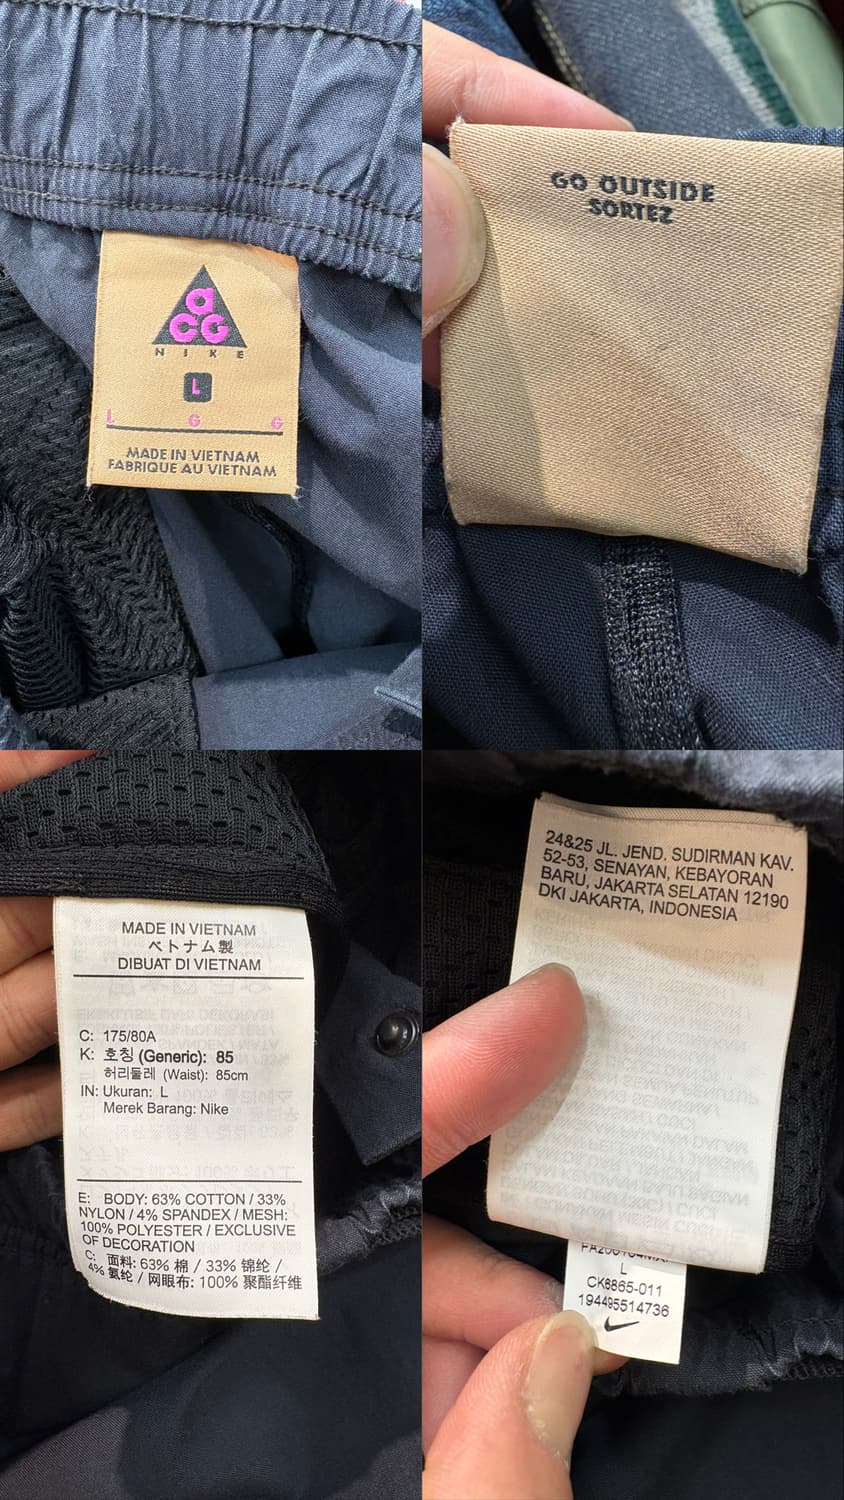 aCG
NIKE
L
L G G
MADE IN VIETNAM
FABRIQUE AU VIETNAM
GO OUTSIDE
SORTEZ
MADE IN VIETNAM
ベトナム製
DIBUAT DI VIETNAM
C: 175/80A
K: 호칭 (Generic): 85
허리둘레 (Waist): 85cm
IN: Ukuran: L
Merek Barang: Nike
E: BODY: 63% COTTON / 33%
NYLON / 4% SPANDEX / MESH:
100% POLYESTER / EXCLUSIVE
OF DECORATION
C: 面料: 63% 棉 / 33% 锦纶 /
4% 氨纶 / 网眼布: 100% 聚酯纤维
24&25 JL. JEND. SUDIRMAN KAV.
52-53, SENAYAN, KEBAYORAN
BARU, JAKARTA SELATAN 12190
DKI JAKARTA, INDONESIA
L
CK6865-011
194495514736